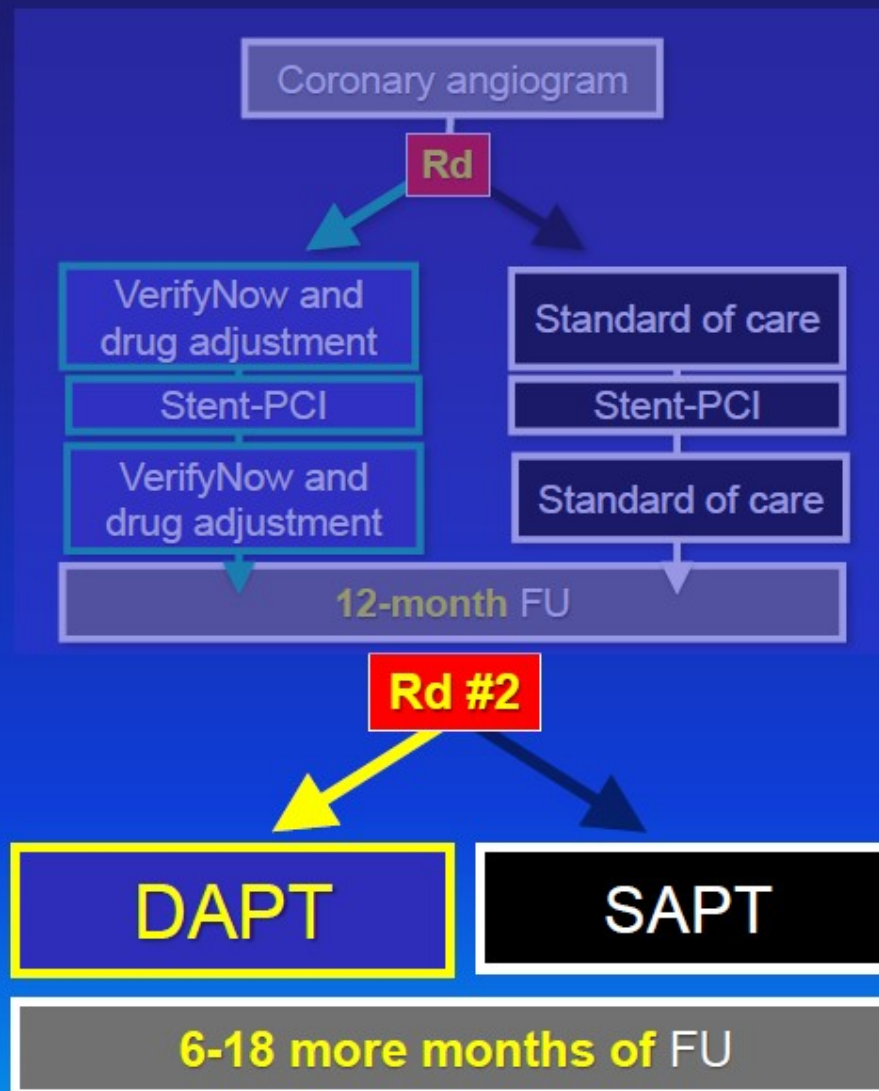 Coronary angiogram
Rd
VerifyNow and
drug adjustment
Standard of care
Stent-PCI
Stent-PCI
VerifyNow and
drug adjustment
Standard of care
12-month FU
Rd #2
DAPT
SAPT
6-18 more months of FU